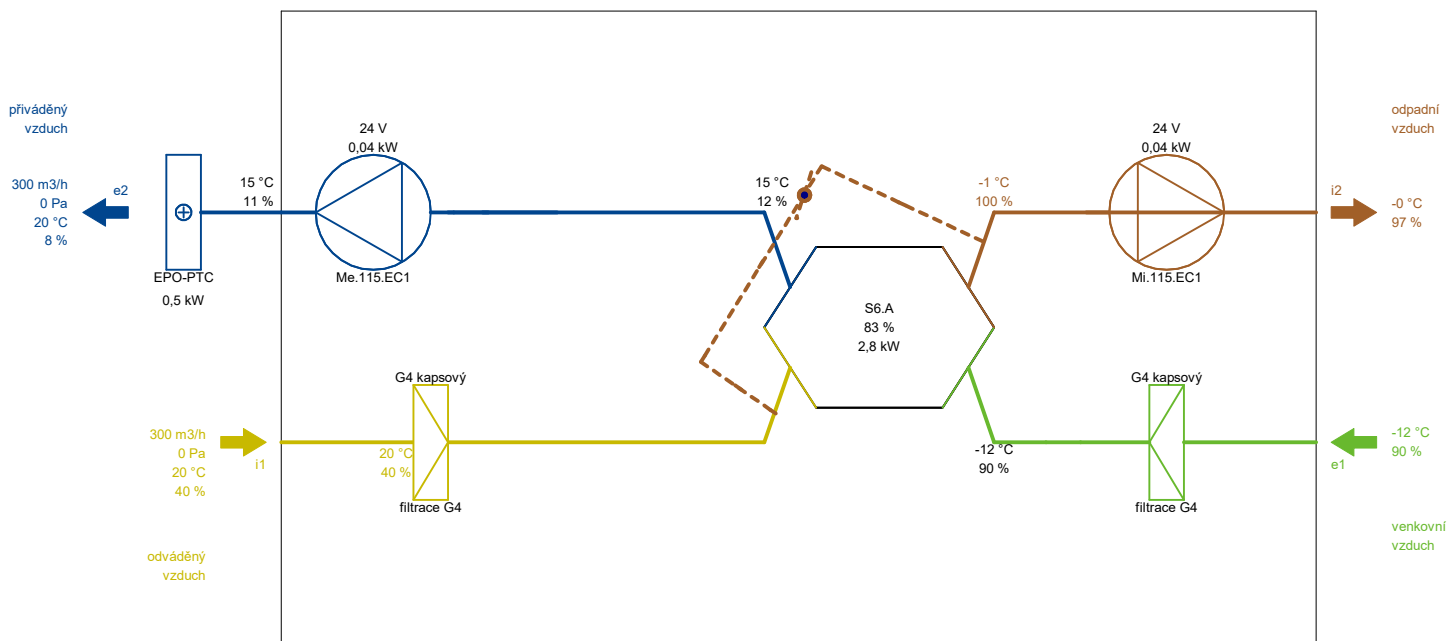 přiváděný
vzduch
300 m3/h
0 Pa
20 °C
8 %
e2
EPO-PTC
0,5 kW
15 °C
11 %
24 V
0,04 kW
Me.115.EC1
15 °C
12 %
-1 °C
100 %
24 V
0,04 kW
Mi.115.EC1
odpadní
vzduch
i2
-0 °C
97 %
S6.A
83 %
2,8 kW
300 m3/h
0 Pa
20 °C
40 %
i1
G4 kapsový
20 °C
40 %
filtrace G4
-12 °C
90 %
G4 kapsový
filtrace G4
e1
-12 °C
90 %
odváděný
vzduch
venkovní
vzduch